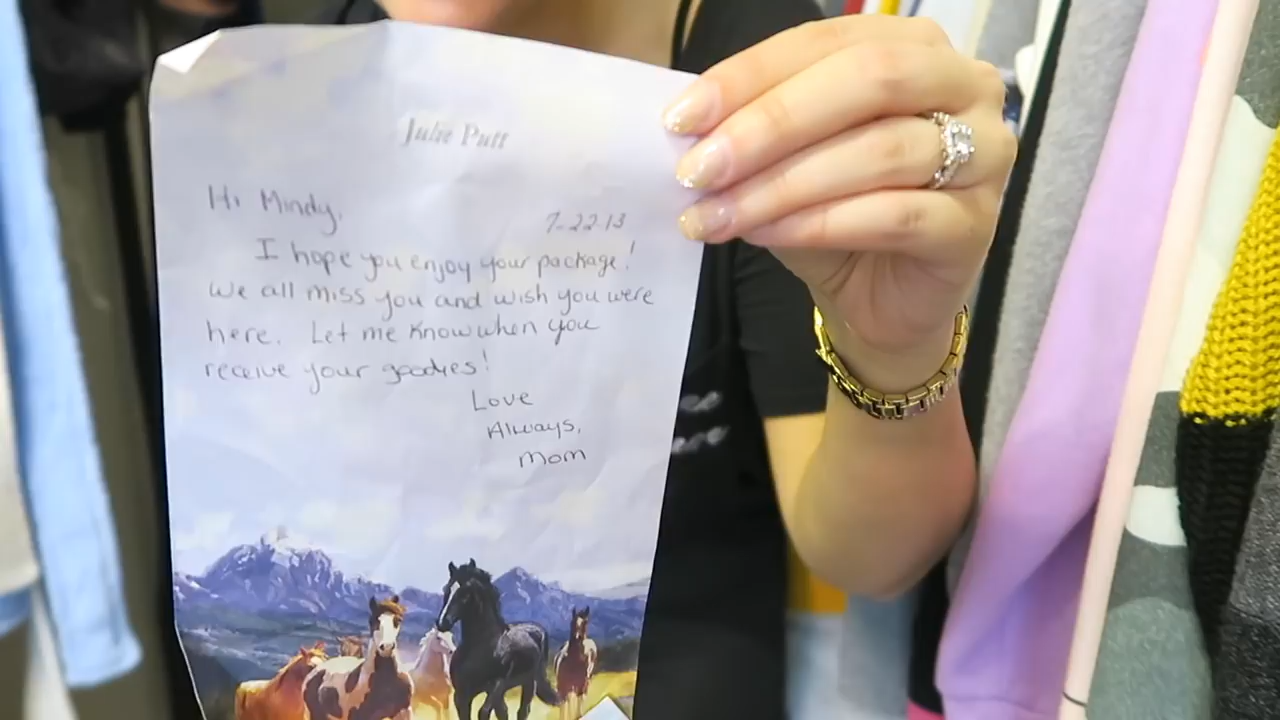 Julie Putt
Hi Mindy,
7-22-13
I hope you enjoy your package!
We all miss you and wish you were
here. Let me know when you
receive your goodies!
Love
Always,
Mom